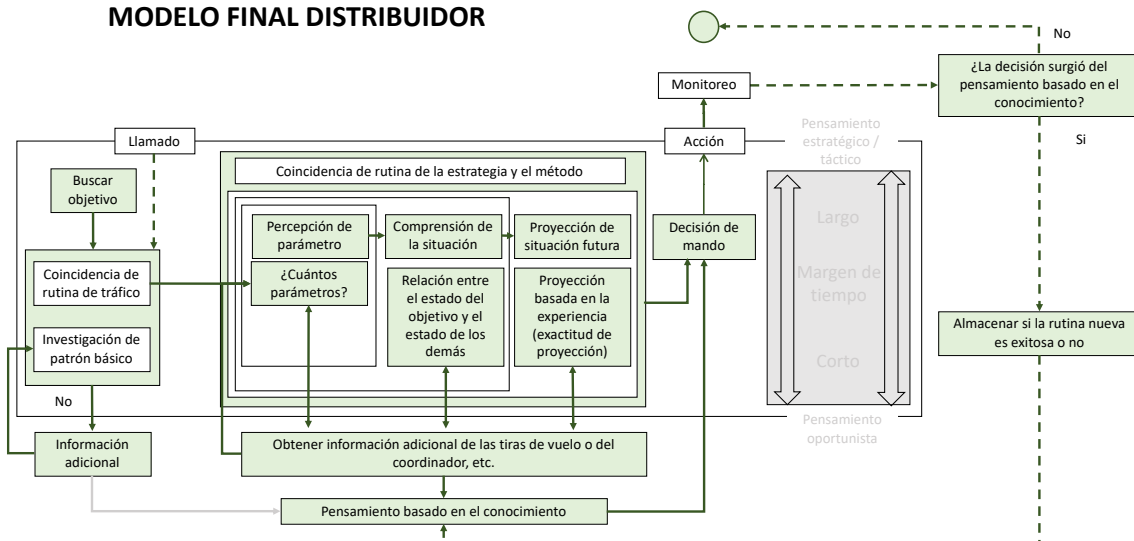 MODELO FINAL DISTRIBUIDOR
No
¿La decisión surgió del
pensamiento basado en el
conocimiento?
Monitoreo
Si
Pensamiento
estratégico /
táctico
Llamado
Acción
Coincidencia de rutina de la estrategia y el método
Buscar
objetivo
Percepción de
parámetro
Comprensión de
la situación
Proyección de
situación futura
Decisión de
mando
Largo
Coincidencia de
rutina de tráfico
¿Cuántos
parámetros?
Relación entre
el estado del
objetivo y el
estado de los
demás
Proyección
basada en la
experiencia
(exactitud de
proyección)
Margen de
tiempo
Almacenar si la rutina nueva
es exitosa o no
Investigación de
patrón básico
Corto
No
Pensamiento
oportunista
Información
adicional
Obtener información adicional de las tiras de vuelo o del
coordinador, etc.
Pensamiento basado en el conocimiento